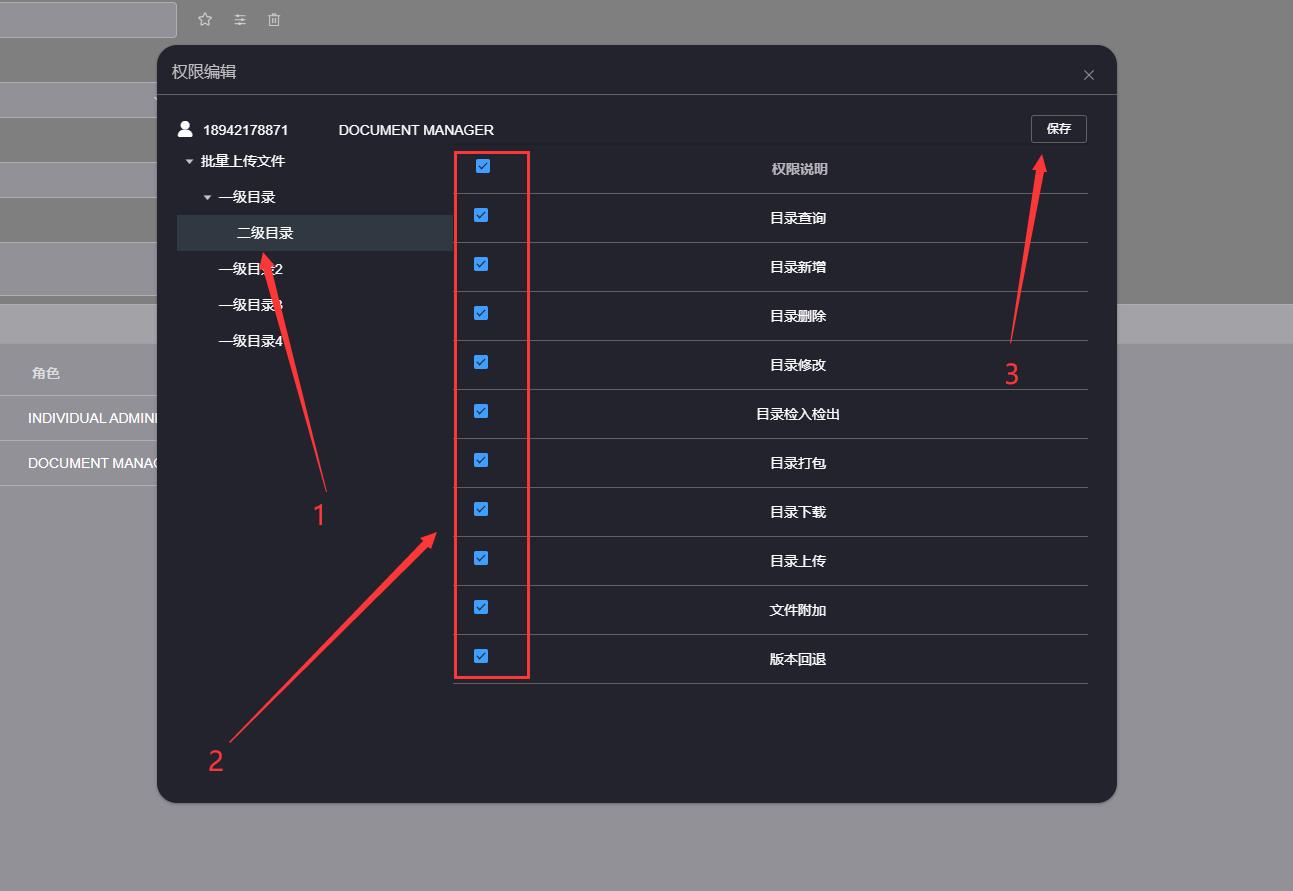 权限编辑
18942178871 DOCUMENT MANAGER 保存
批量上传文件
一级目录
二级目录
一级目录2
一级目录3
一级目录4
权限说明
目录查询
目录新增
目录删除
目录修改
目录检入检出
目录打包
目录下载
目录上传
文件附加
版本回退
角色
INDIVIDUAL ADMIN
DOCUMENT MANAG
1
2
3